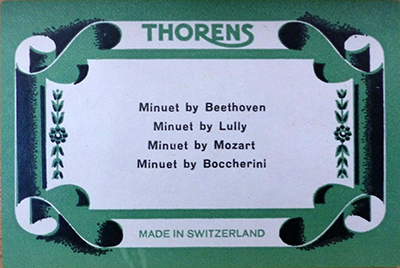 THORENS
Minuet by Beethoven
Minuet by Lully
Minuet by Mozart
Minuet by Boccherini
MADE IN SWITZERLAND